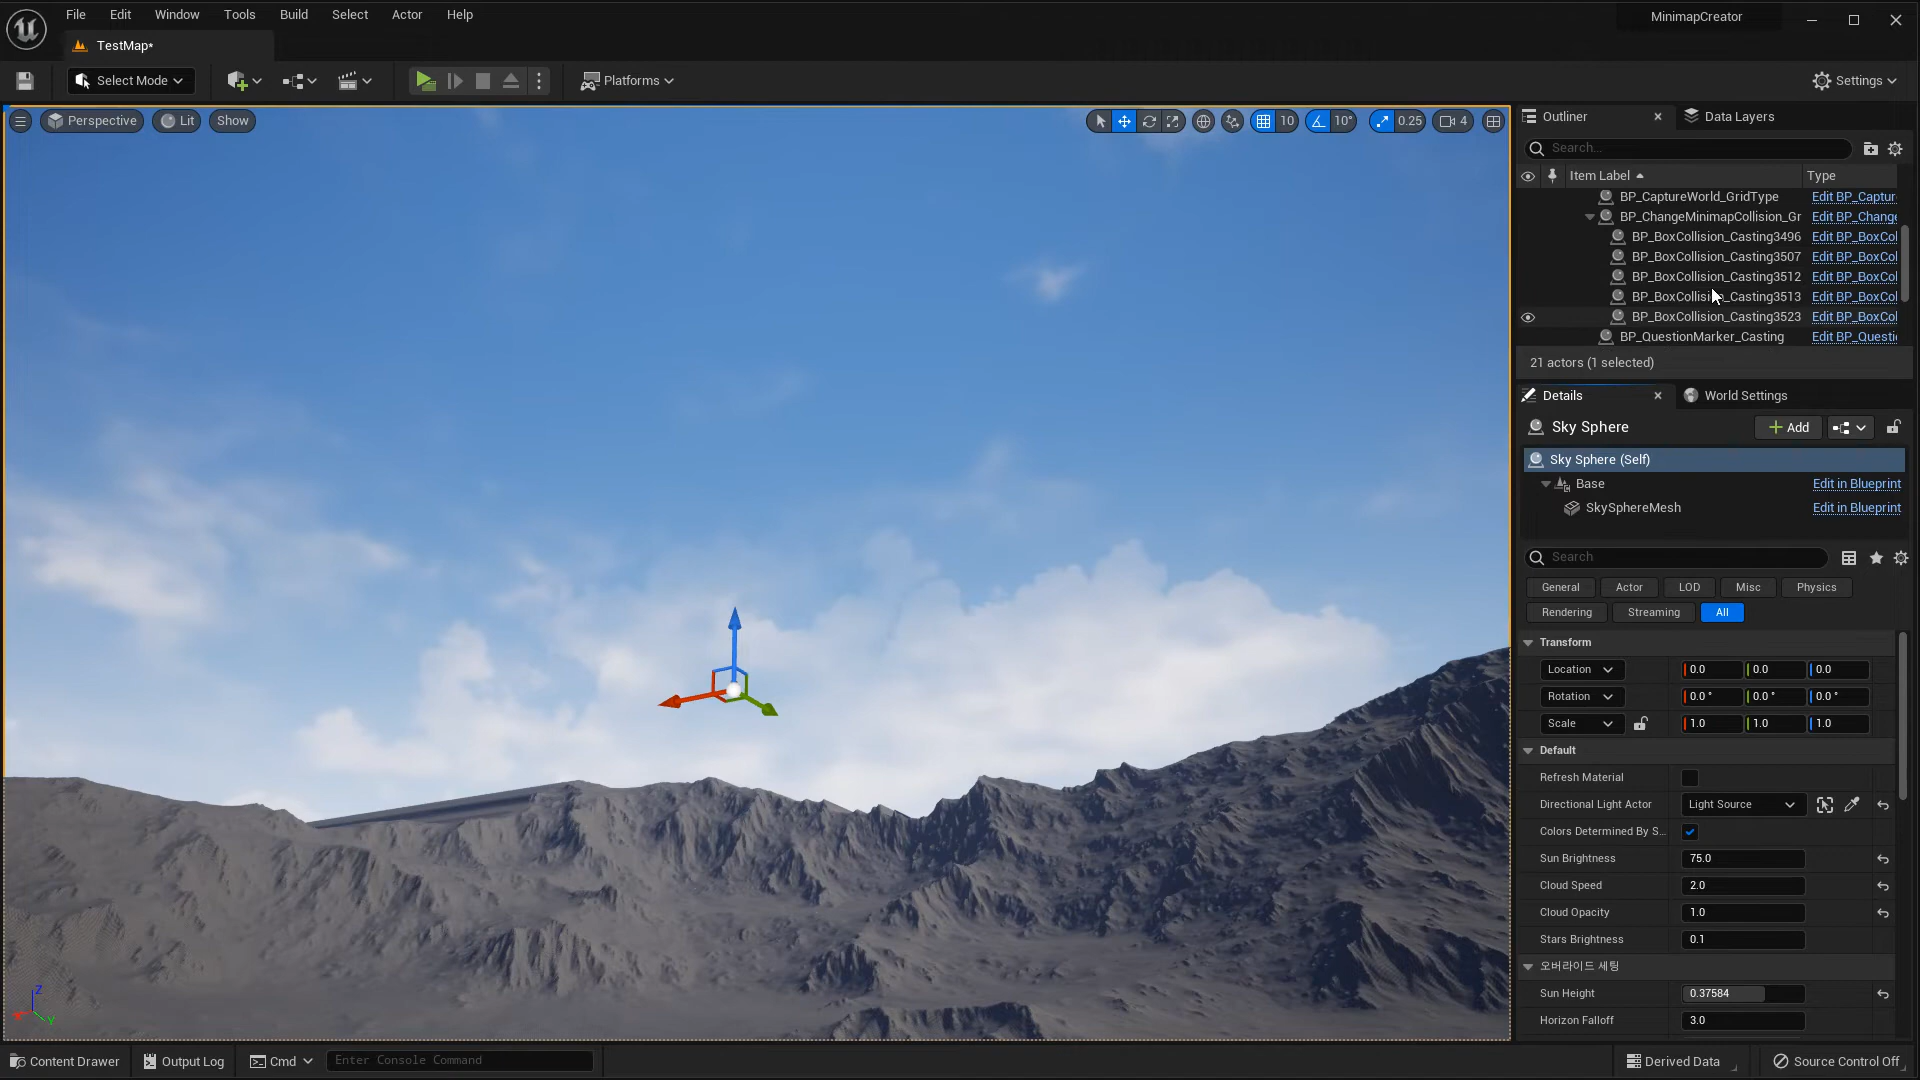 File Edit Window Tools Build Select Actor Help
MinimapCreator
TestMap*
Select Mode
Platforms
Settings
Perspective Lit Show
10 10° 0.25 4
Outliner
Data Layers
Search...
Item Label Type
BP_CaptureWorld_GridType Edit BP_Captur
BP_ChangeMinimapCollision_Gr Edit BP_Change
BP_BoxCollision_Casting3496 Edit BP_BoxCol
BP_BoxCollision_Casting3507 Edit BP_BoxCol
BP_BoxCollision_Casting3512 Edit BP_BoxCol
BP_BoxCollision_Casting3513 Edit BP_BoxCol
BP_BoxCollision_Casting3523 Edit BP_BoxCol
BP_QuestionMarker_Casting Edit BP_Questi
21 actors (1 selected)
Details
World Settings
Sky Sphere
Add
Sky Sphere (Self)
Base Edit in Blueprint
SkySphereMesh Edit in Blueprint
Search
General Actor LOD Misc Physics
Rendering Streaming All
Transform
Location 0.0 0.0 0.0
Rotation 0.0 ° 0.0 ° 0.0 °
Scale 1.0 1.0 1.0
Default
Refresh Material
Directional Light Actor Light Source
Colors Determined By S...
Sun Brightness 75.0
Cloud Speed 2.0
Cloud Opacity 1.0
Stars Brightness 0.1
오버라이드 세팅
Sun Height 0.37584
Horizon Falloff 3.0
Z
Y
Content Drawer Output Log Cmd Enter Console Command
Derived Data Source Control Off